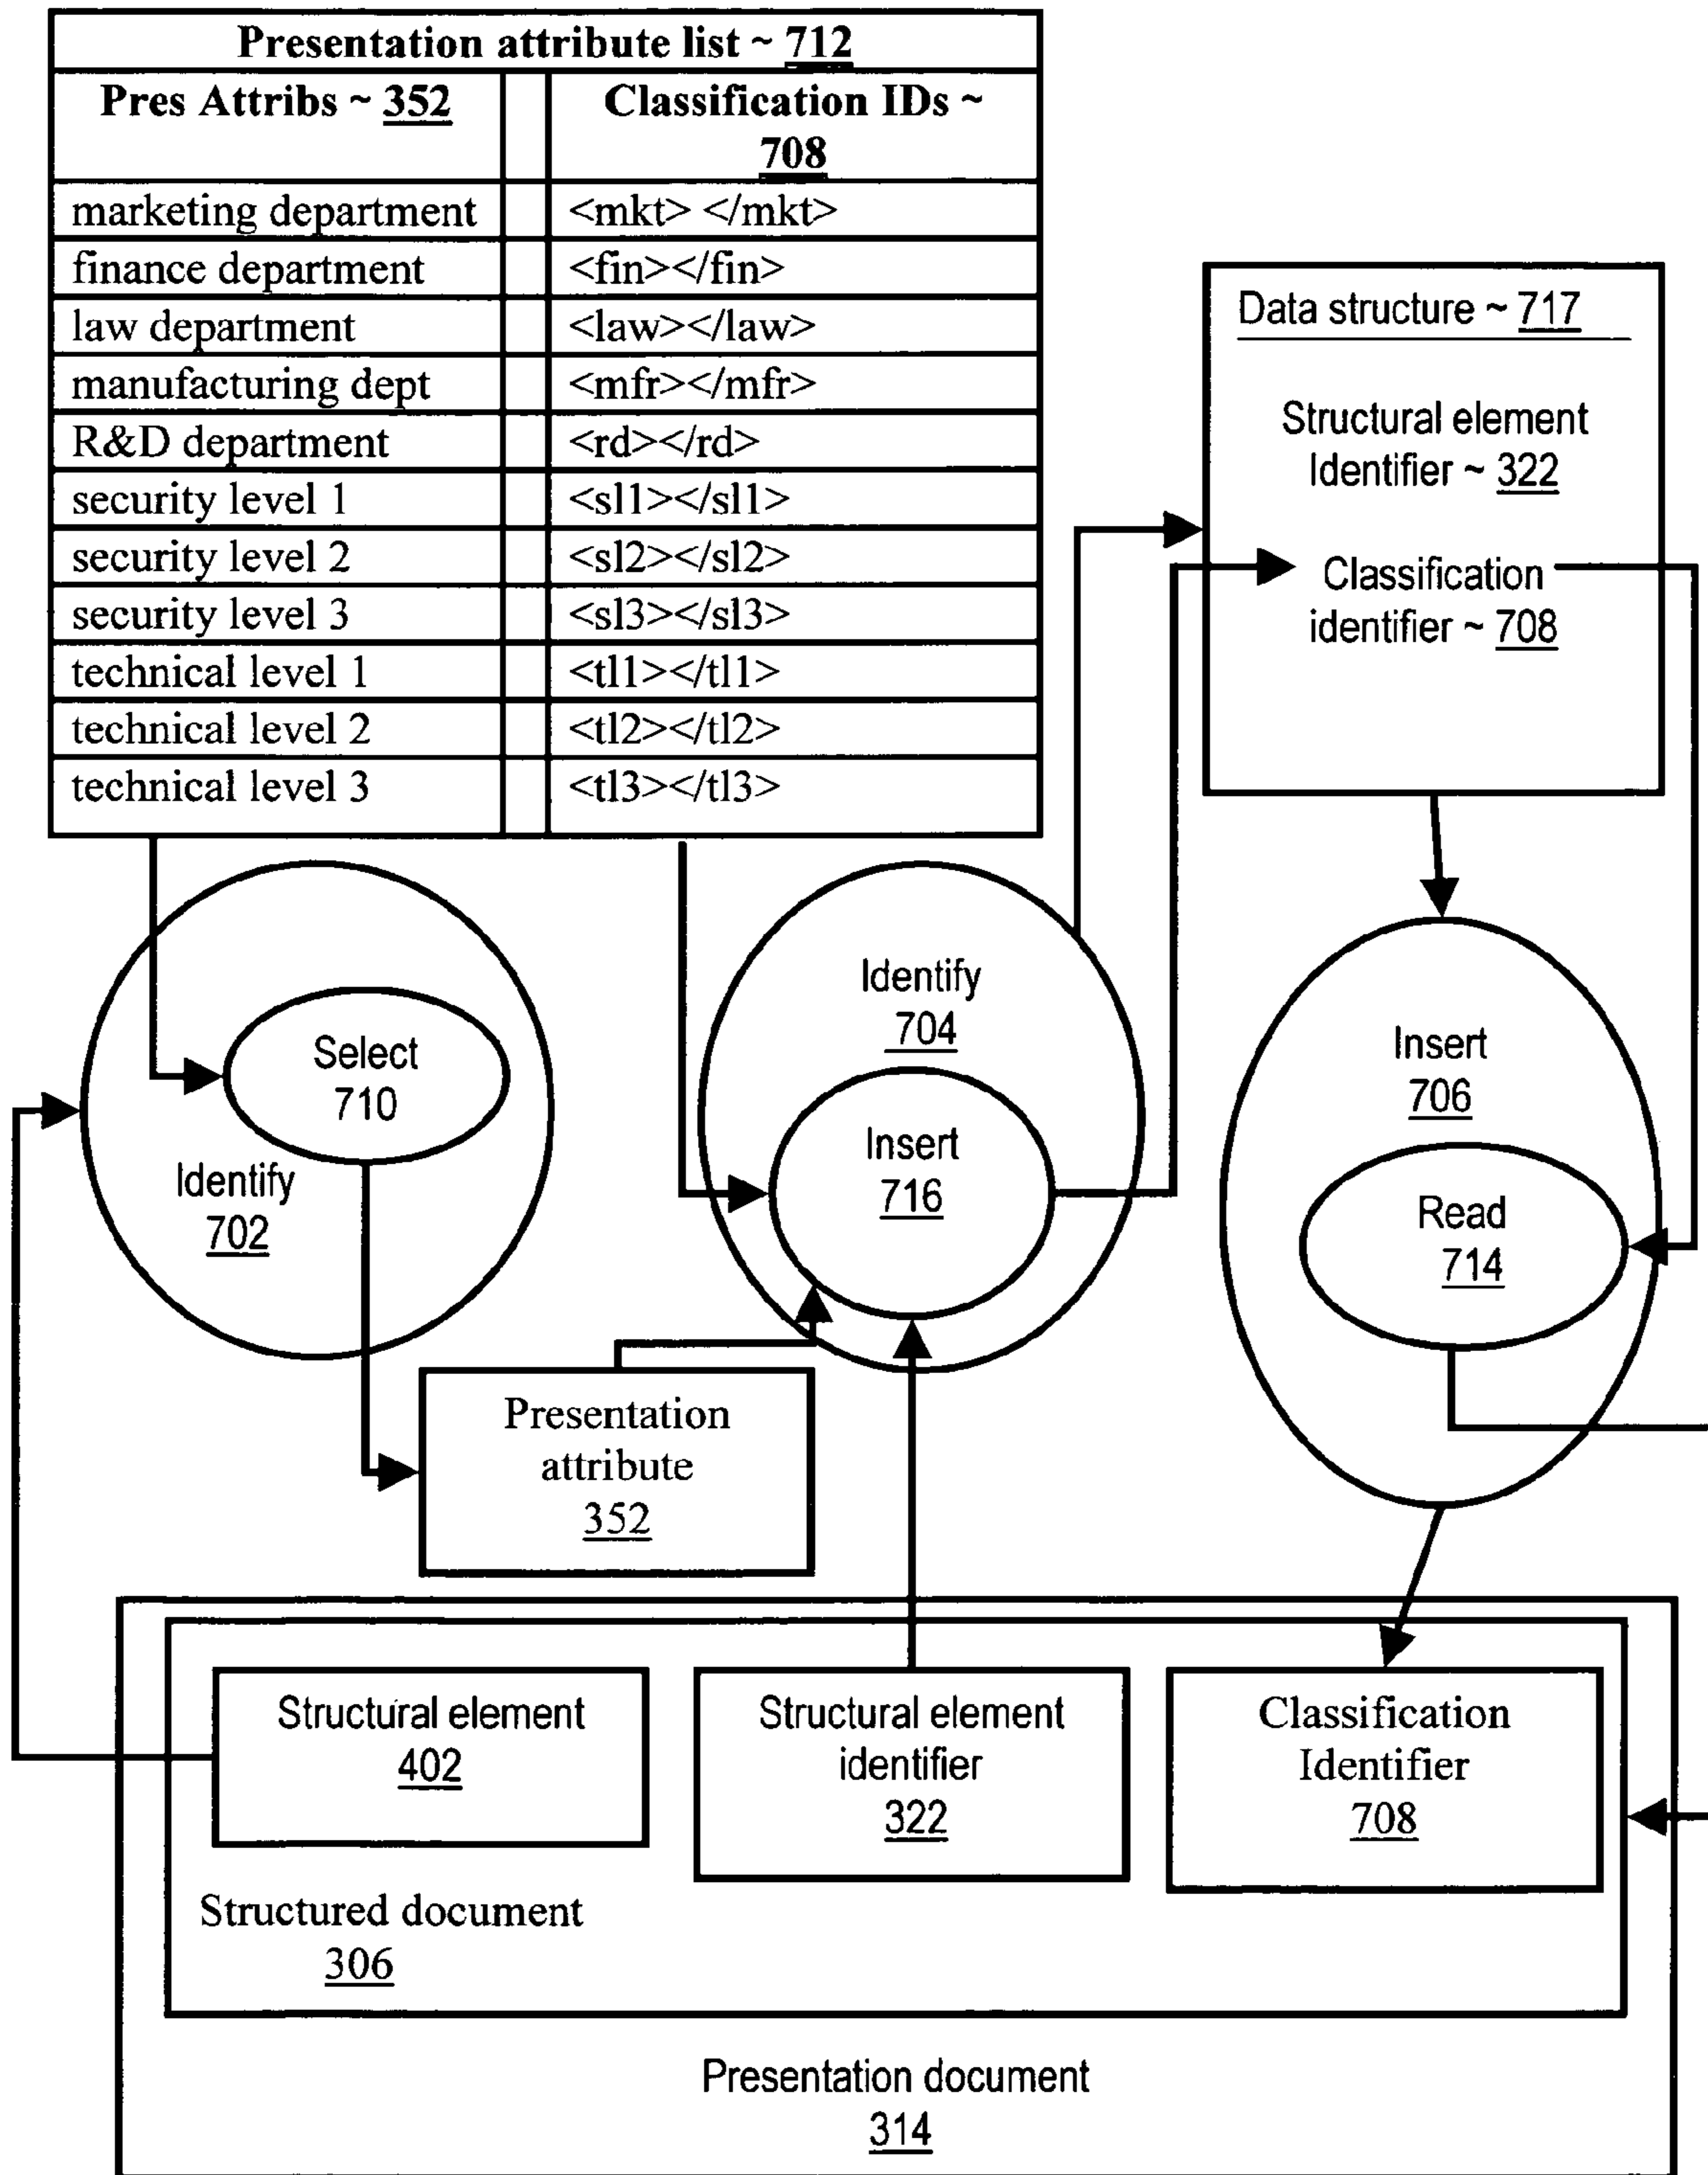 Presentation attribute list ~ 712
Pres Attribs ~ 352
Classification IDs ~
708
marketing department <mkt> </mkt>
finance department <fin></fin>
law department <law></law>
manufacturing dept <mfr></mfr>
R&D department <rd></rd>
security level 1 <sl1></sl1>
security level 2 <sl2></sl2>
security level 3 <sl3></sl3>
technical level 1 <tl1></tl1>
technical level 2 <tl2></tl2>
technical level 3 <tl3></tl3>
Data structure ~ 717
Structural element
Identifier ~ 322
Classification
identifier ~ 708
Select
710
Identify
702
Identify
704
Insert
716
Insert
706
Read
714
Presentation
attribute
352
Structural element
402
Structural element
identifier
322
Classification
Identifier
708
Structured document
306
Presentation document
314